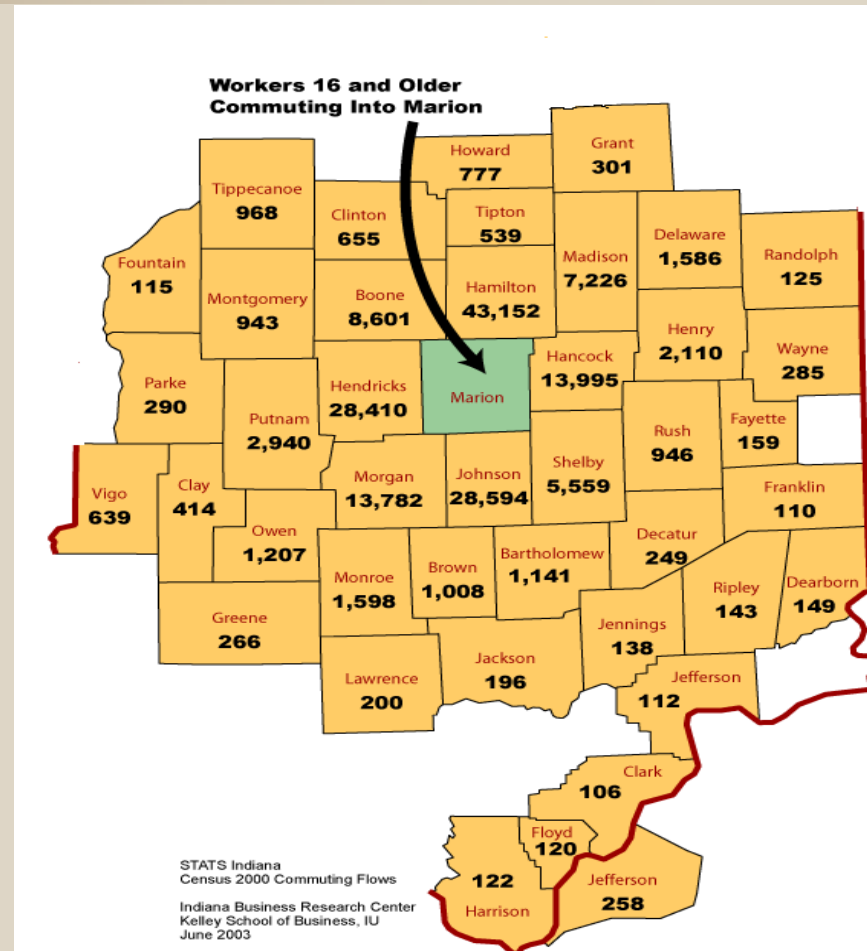 Workers 16 and Older
Commuting Into Marion
Howard
777
Grant
301
Tippecanoe
968
Clinton
655
Tipton
539
Madison
7,226
Delaware
1,586
Randolph
125
Fountain
115
Montgomery
943
Boone
8,601
Hamilton
43,152
Henry
2,110
Wayne
285
Parke
290
Putnam
2,940
Hendricks
28,410
Marion
Hancock
13,995
Rush
946
Fayette
159
Vigo
639
Clay
414
Owen
1,207
Morgan
13,782
Johnson
28,594
Shelby
5,559
Franklin
110
Decatur
249
Monroe
1,598
Brown
1,008
Bartholomew
1,141
Ripley
143
Dearborn
149
Greene
266
Jennings
138
Lawrence
200
Jackson
196
Jefferson
112
Clark
106
Floyd
120
122
Harrison
Jefferson
258
STATS Indiana
Census 2000 Commuting Flows
Indiana Business Research Center
Kelley School of Business, IU
June 2003